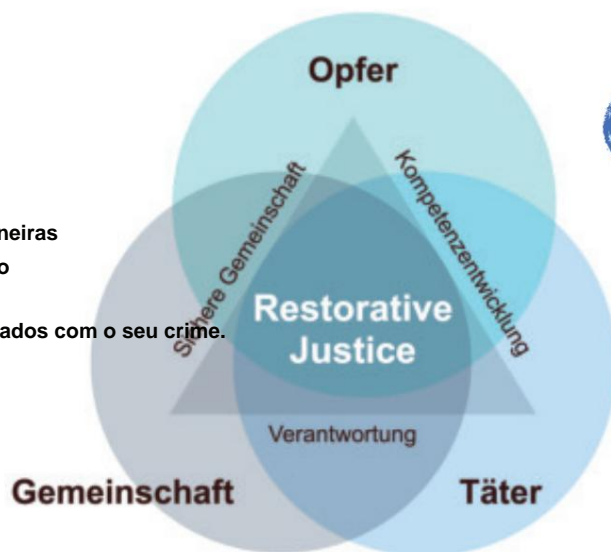 Opfer
Sichere Gemeinschaft
Kompetenzentwicklung
neiras
o
ados com o seu crime.
Restorative
Justice
Verantwortung
Gemeinschaft
Täter